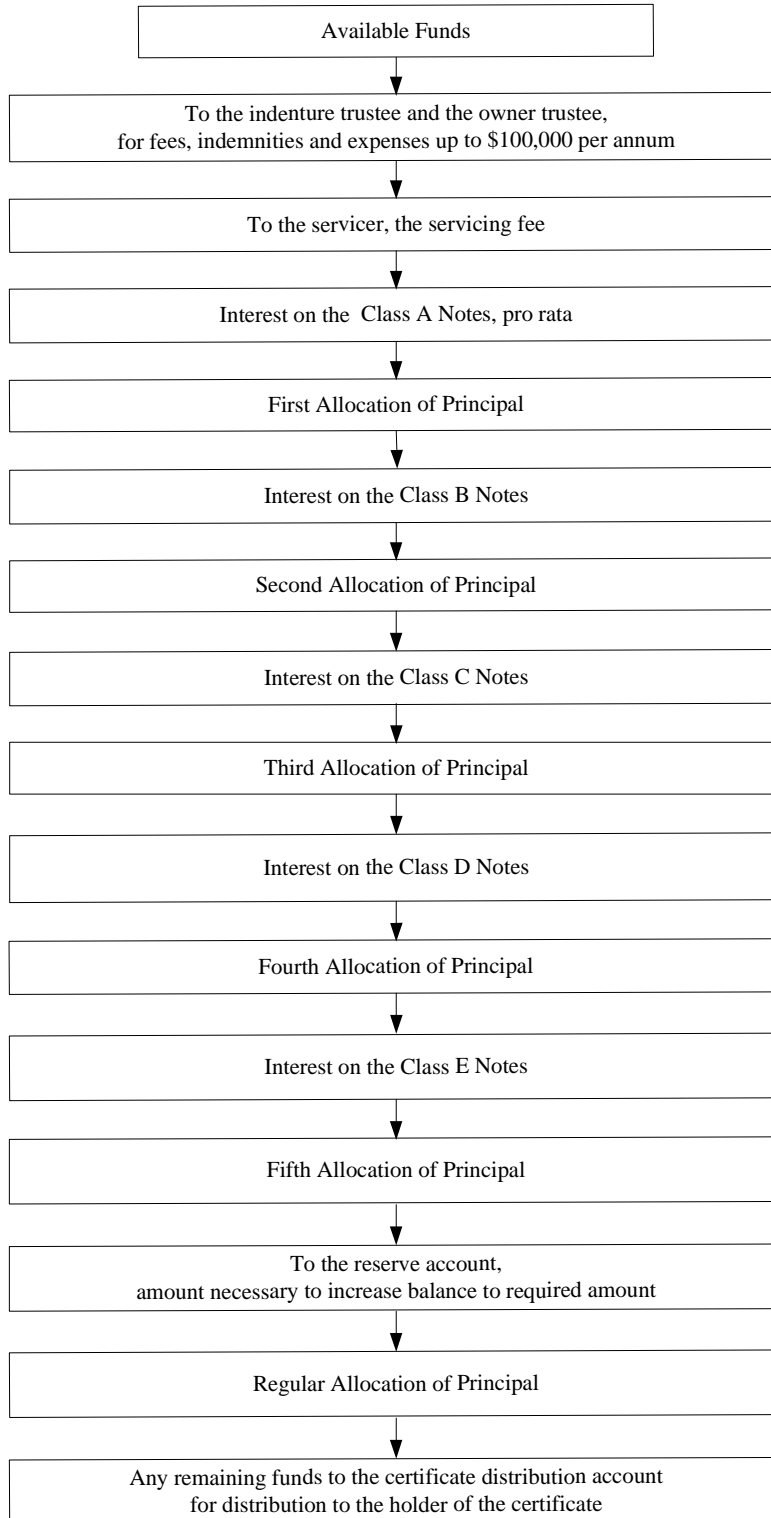 Available Funds
To the indenture trustee and the owner trustee,
for fees, indemnities and expenses up to $100,000 per annum
To the servicer, the servicing fee
Interest on the Class A Notes, pro rata
First Allocation of Principal
Interest on the Class B Notes
Second Allocation of Principal
Interest on the Class C Notes
Third Allocation of Principal
Interest on the Class D Notes
Fourth Allocation of Principal
Interest on the Class E Notes
Fifth Allocation of Principal
To the reserve account,
amount necessary to increase balance to required amount
Regular Allocation of Principal
Any remaining funds to the certificate distribution account
for distribution to the holder of the certificate